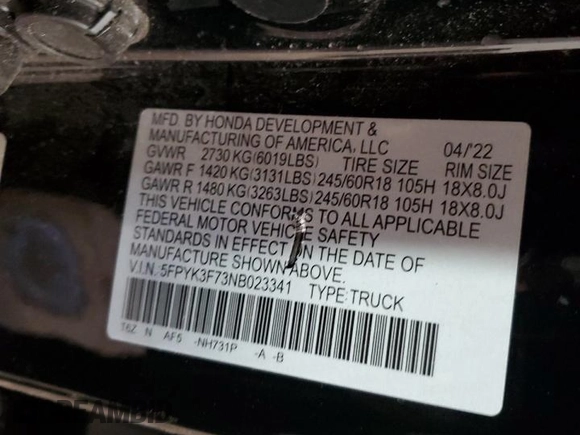 MFD. BY HONDA DEVELOPMENT &
MANUFACTURING OF AMERICA, LLC 04/'22
GVWR 2730 KG(6019LBS) TIRE SIZE RIM SIZE
GAWR F 1420 KG(3131LBS) 245/60R18 105H 18X8.0J
GAWR R 1480 KG(3263LBS) 245/60R18 105H 18X8.0J
THIS VEHICLE CONFORMS TO ALL APPLICABLE
FEDERAL MOTOR VEHICLE SAFETY
STANDARDS IN EFFECT ON THE DATE OF
MANUFACTURE SHOWN ABOVE.
V.I.N. 5FPYK3F73NB023341 TYPE:TRUCK
T6Z N AF5 -NH731P -A -B